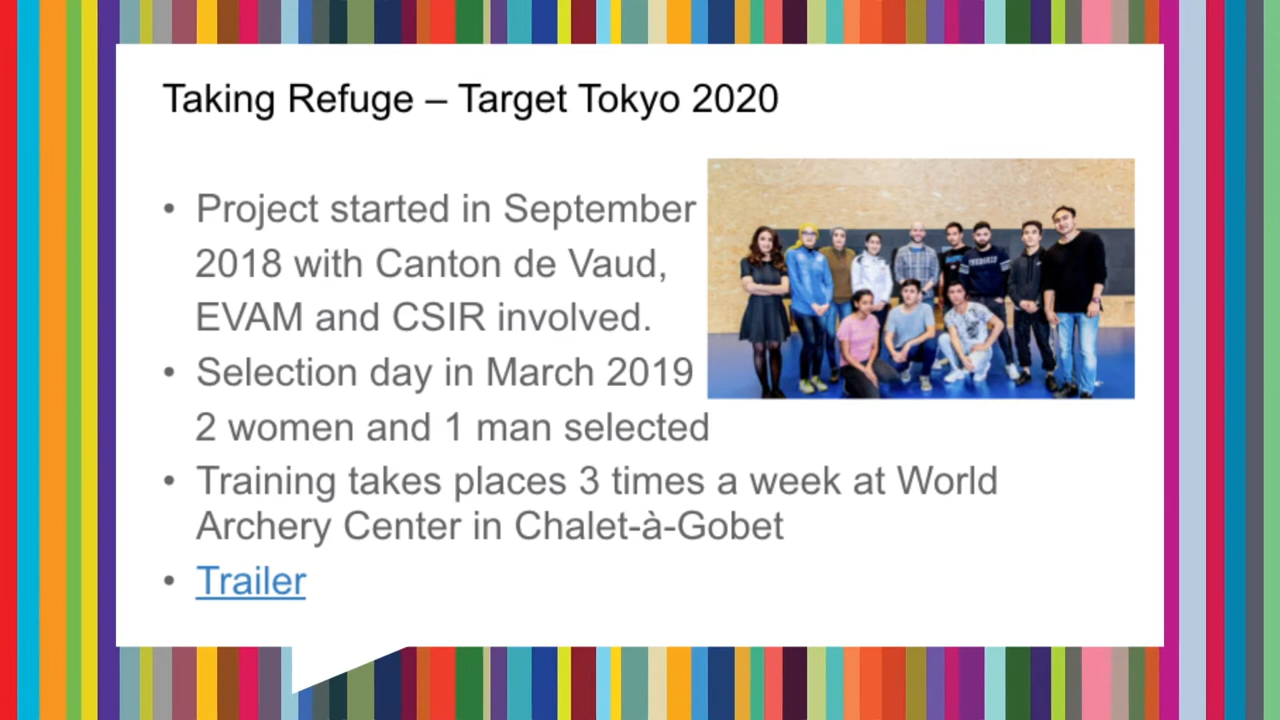 Taking Refuge – Target Tokyo 2020
• Project started in September
2018 with Canton de Vaud,
EVAM and CSIR involved.
• Selection day in March 2019
2 women and 1 man selected
• Training takes places 3 times a week at World
Archery Center in Chalet-à-Gobet
• Trailer